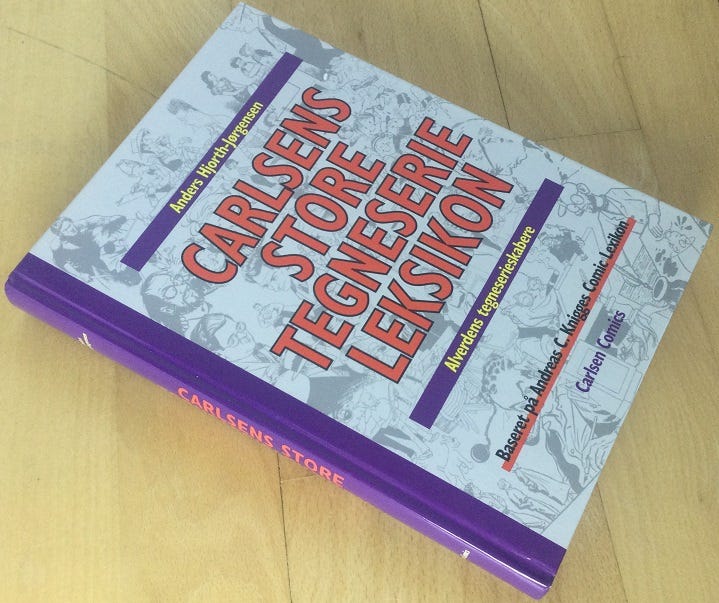 Anders Hjorth-Jørgensen
CARLSENS
STORE
TEGNESERIE
LEKSIKON
Alverdens tegneserieskabere
Baseret på Andreas C. Knigges Comic Lexikon
Carlsen Comics
CARLSENS STORE